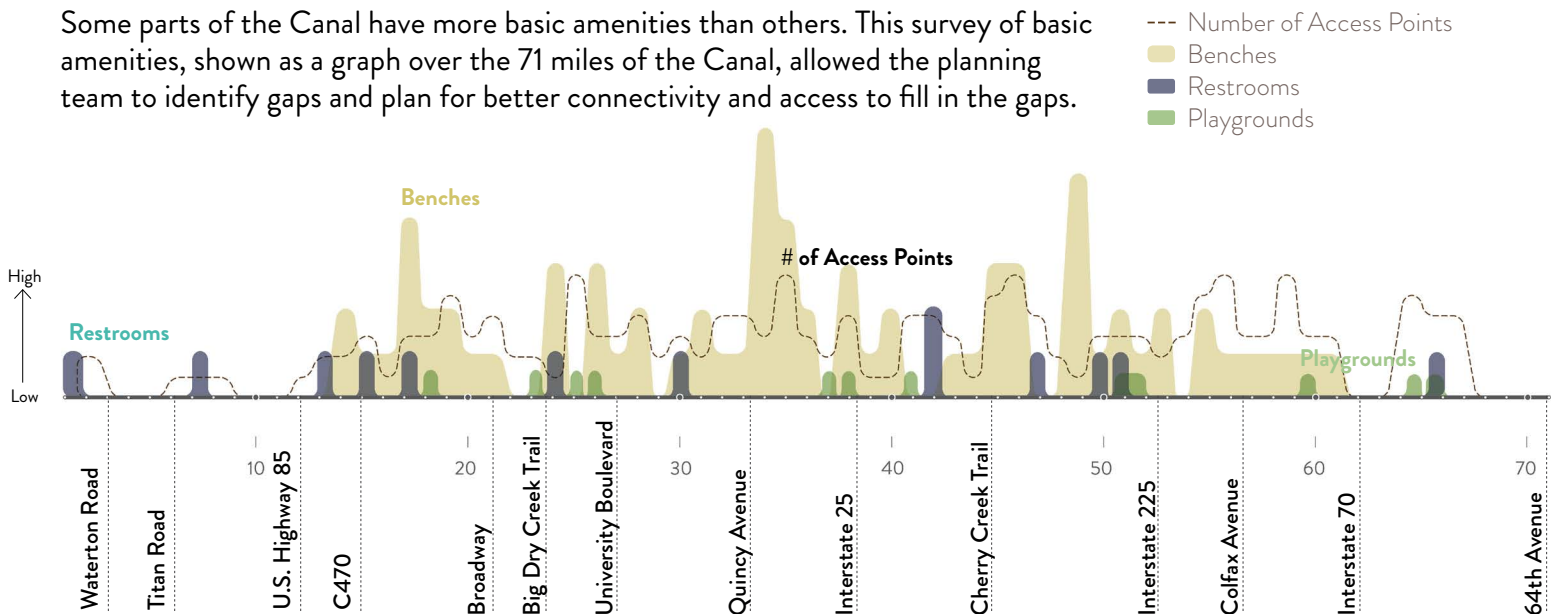 Some parts of the Canal have more basic amenities than others. This survey of basic
amenities, shown as a graph over the 71 miles of the Canal, allowed the planning
team to identify gaps and plan for better connectivity and access to fill in the gaps.
Number of Access Points
Benches
Restrooms
Playgrounds
Benches
# of Access Points
High
Restrooms
Playgrounds
Low
10
20
30
40
50
60
70
Waterton Road
Titan Road
U.S. Highway 85
C470
Broadway
Big Dry Creek Trail
University Boulevard
Quincy Avenue
Interstate 25
Cherry Creek Trail
Interstate 225
Colfax Avenue
Interstate 70
64th Avenue